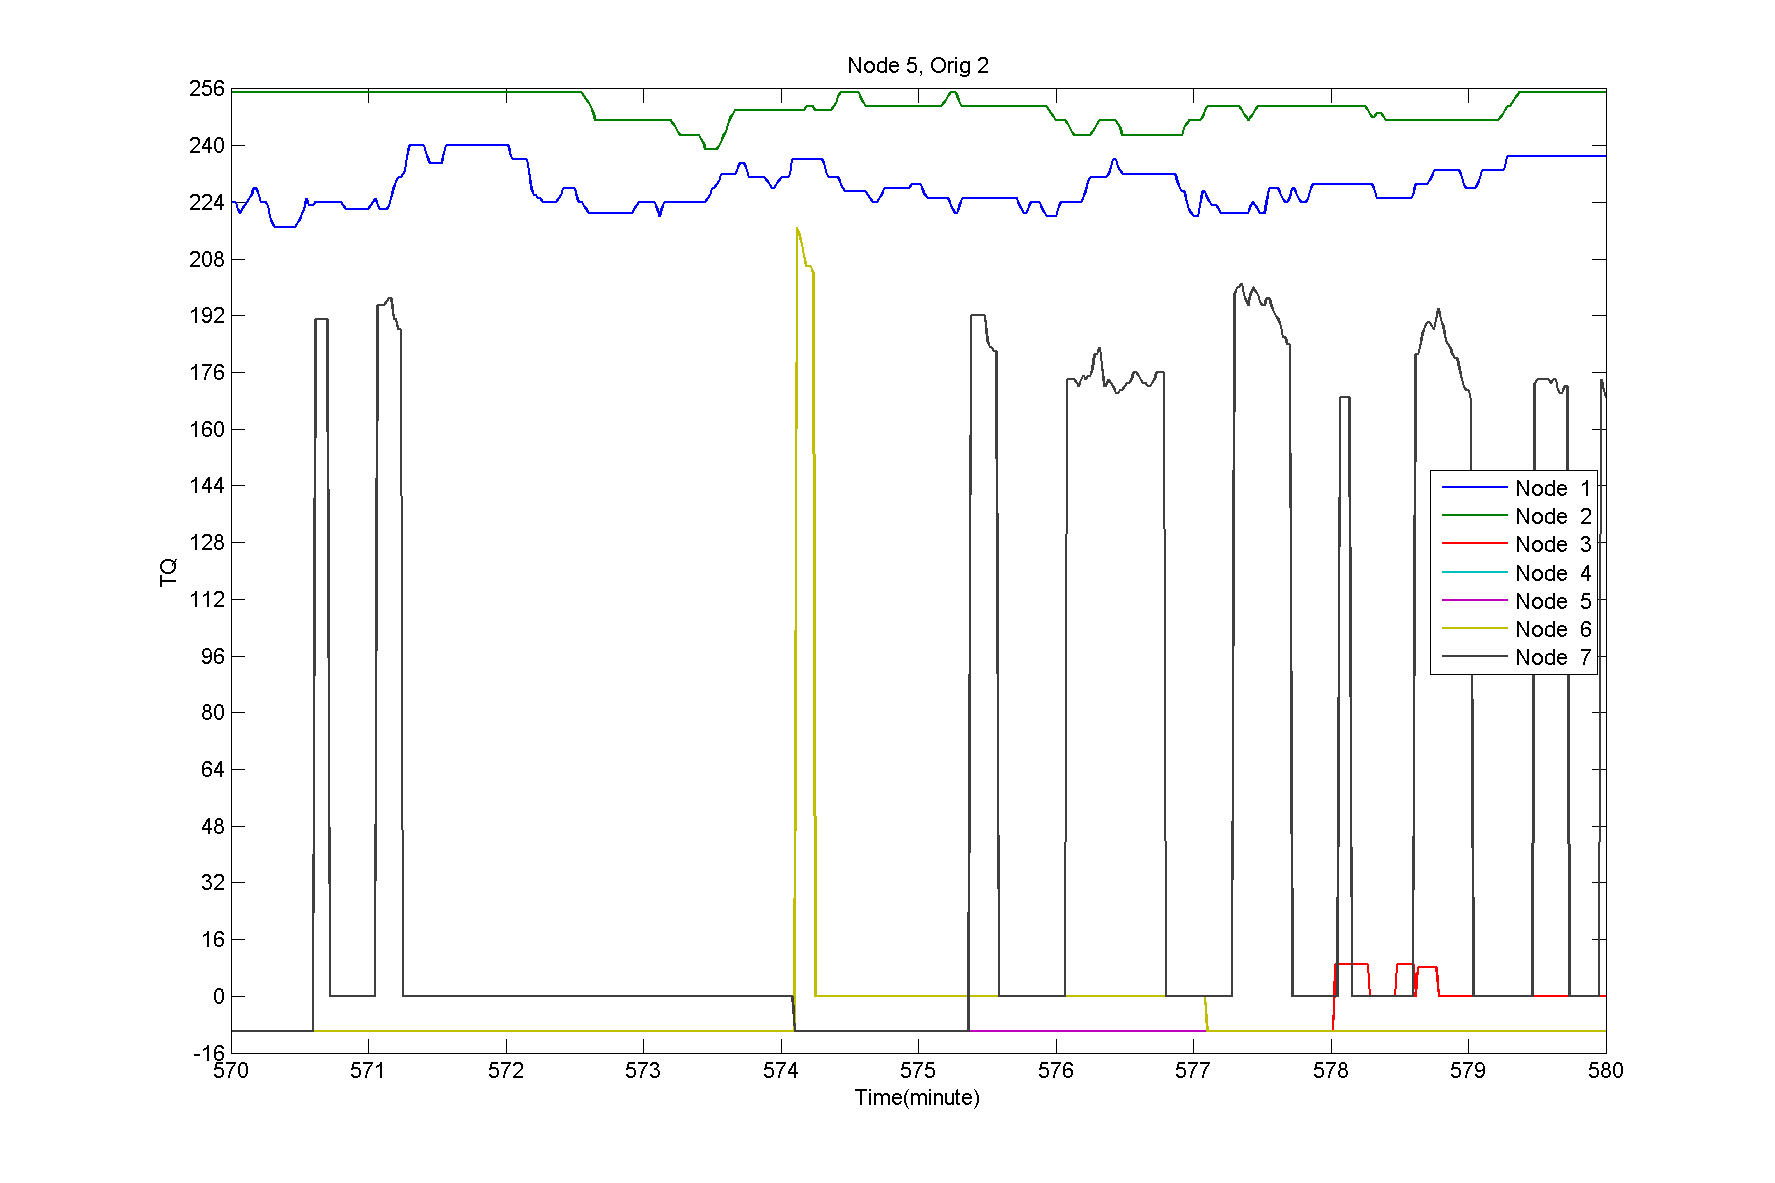 Node 5, Orig 2
256
240
224
208
192
176
160
144
128
112
96
80
64
48
32
16
0
-16
TQ
Node 1
Node 2
Node 3
Node 4
Node 5
Node 6
Node 7
570 571 572 573 574 575 576 577 578 579 580
Time(minute)